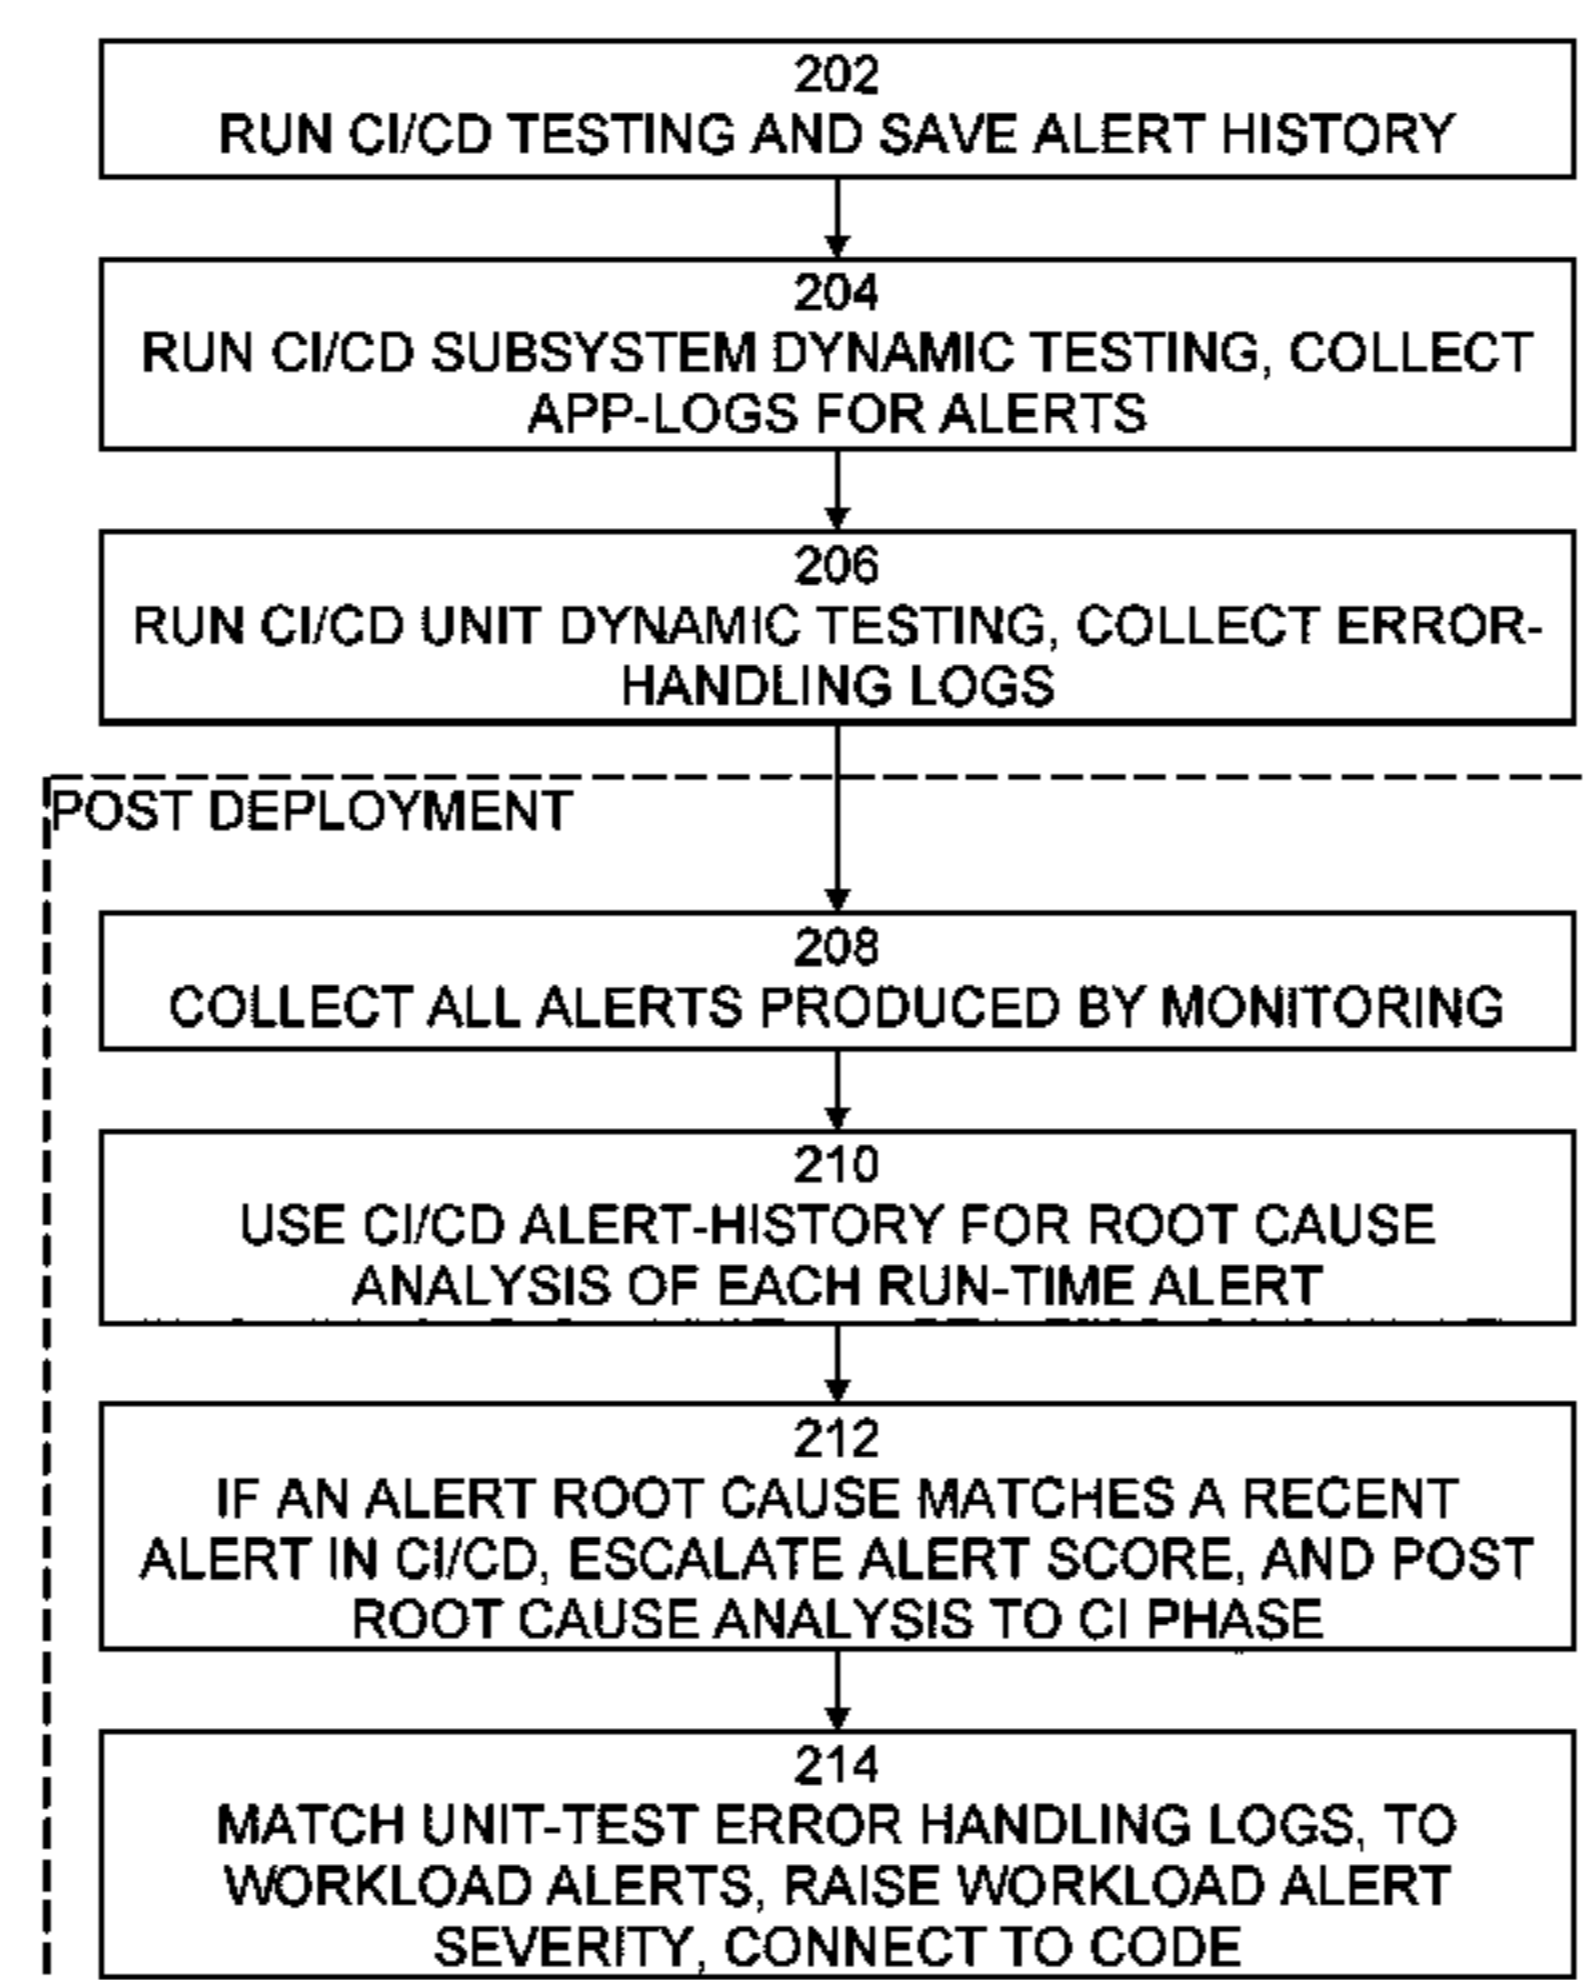 202
RUN CI/CD TESTING AND SAVE ALERT HISTORY
204
RUN CI/CD SUBSYSTEM DYNAMIC TESTING, COLLECT
APP-LOGS FOR ALERTS
206
RUN CI/CD UNIT DYNAMIC TESTING, COLLECT ERROR-
HANDLING LOGS
POST DEPLOYMENT
208
COLLECT ALL ALERTS PRODUCED BY MONITORING
210
USE CI/CD ALERT-HISTORY FOR ROOT CAUSE
ANALYSIS OF EACH RUN-TIME ALERT
212
IF AN ALERT ROOT CAUSE MATCHES A RECENT
ALERT IN CI/CD, ESCALATE ALERT SCORE, AND POST
ROOT CAUSE ANALYSIS TO CI PHASE
214
MATCH UNIT-TEST ERROR HANDLING LOGS, TO
WORKLOAD ALERTS, RAISE WORKLOAD ALERT
SEVERITY, CONNECT TO CODE